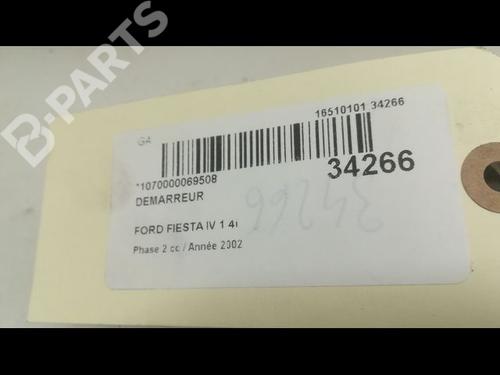 B-PARTS
GA
16510101 34266
*1070000069508
34266
DEMARREUR
34266
FORD FIESTA IV 1 4i
Phase 2 cc / Année 2002